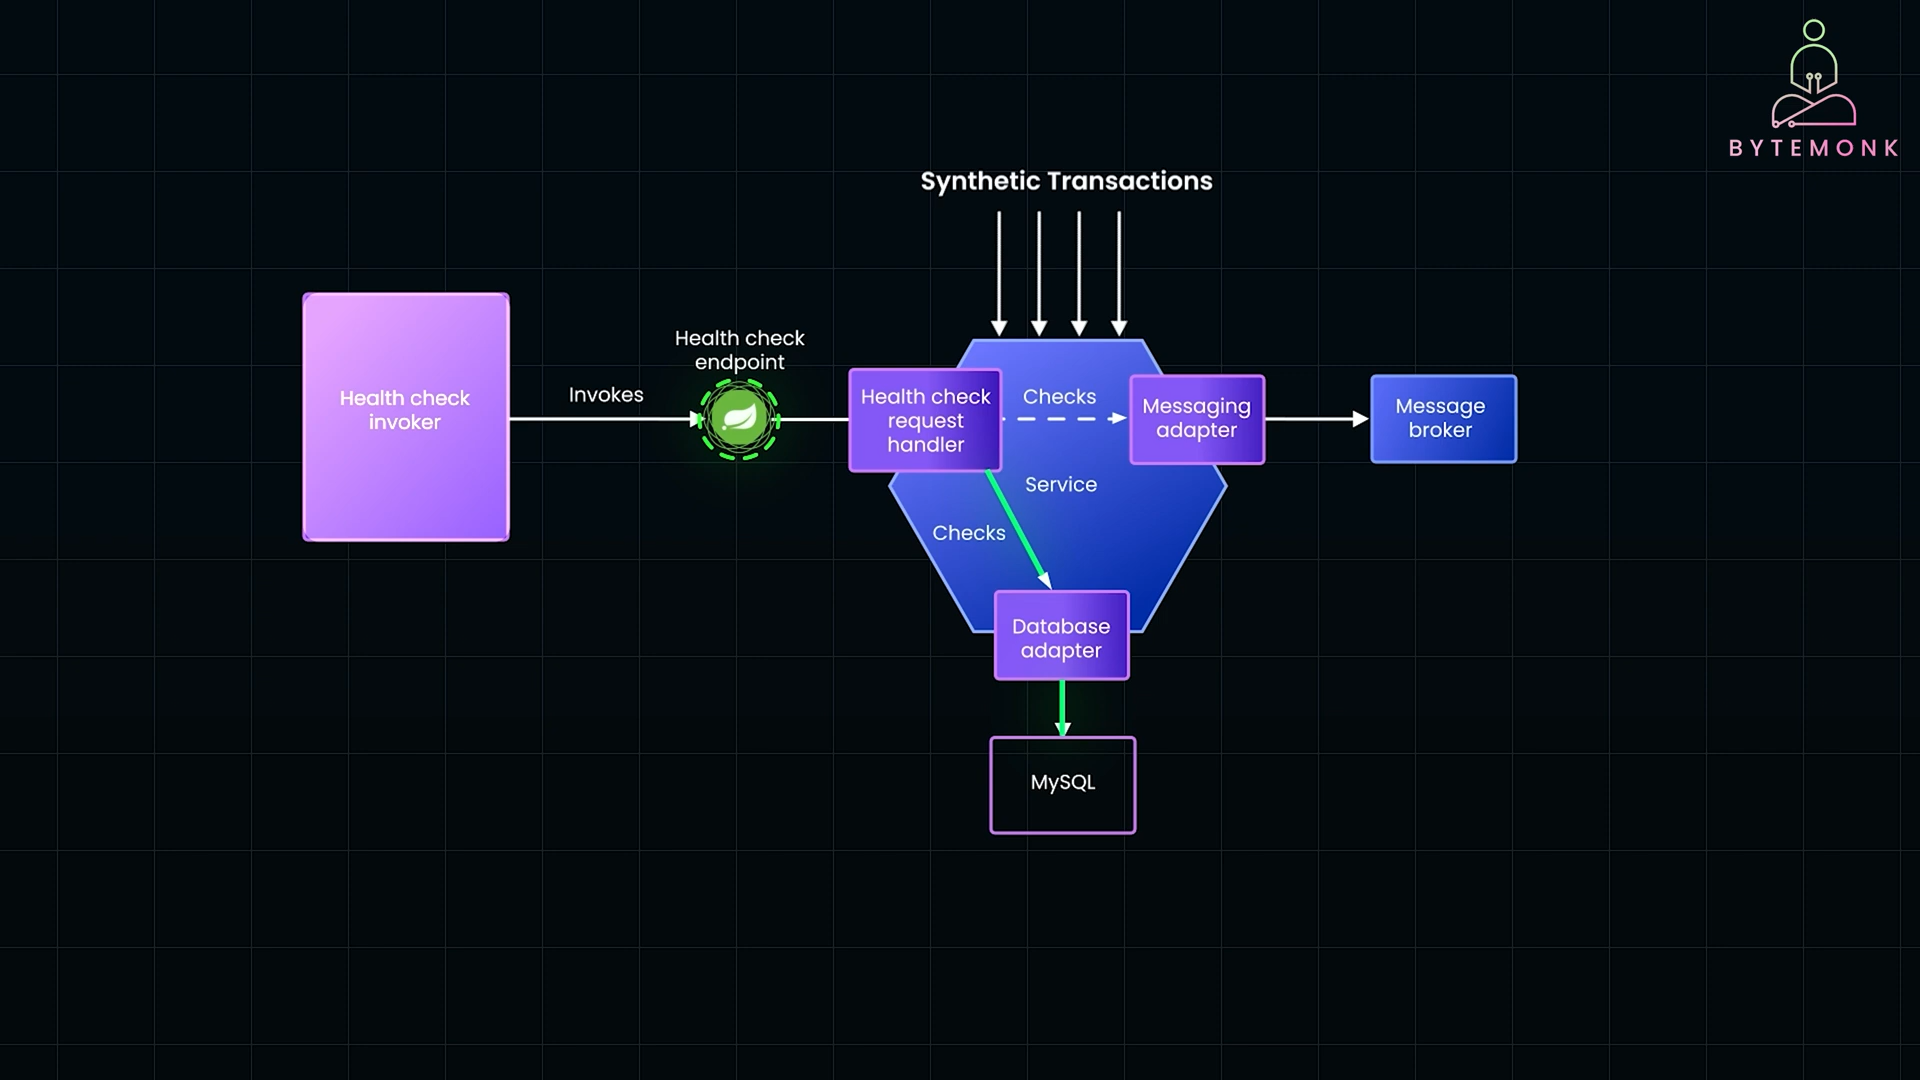 BYTEMONK
Synthetic Transactions
Health check
endpoint
Health check
invoker
Invokes
Health check
request
handler
Checks
Messaging
adapter
Message
broker
Service
Checks
Database
adapter
MySQL